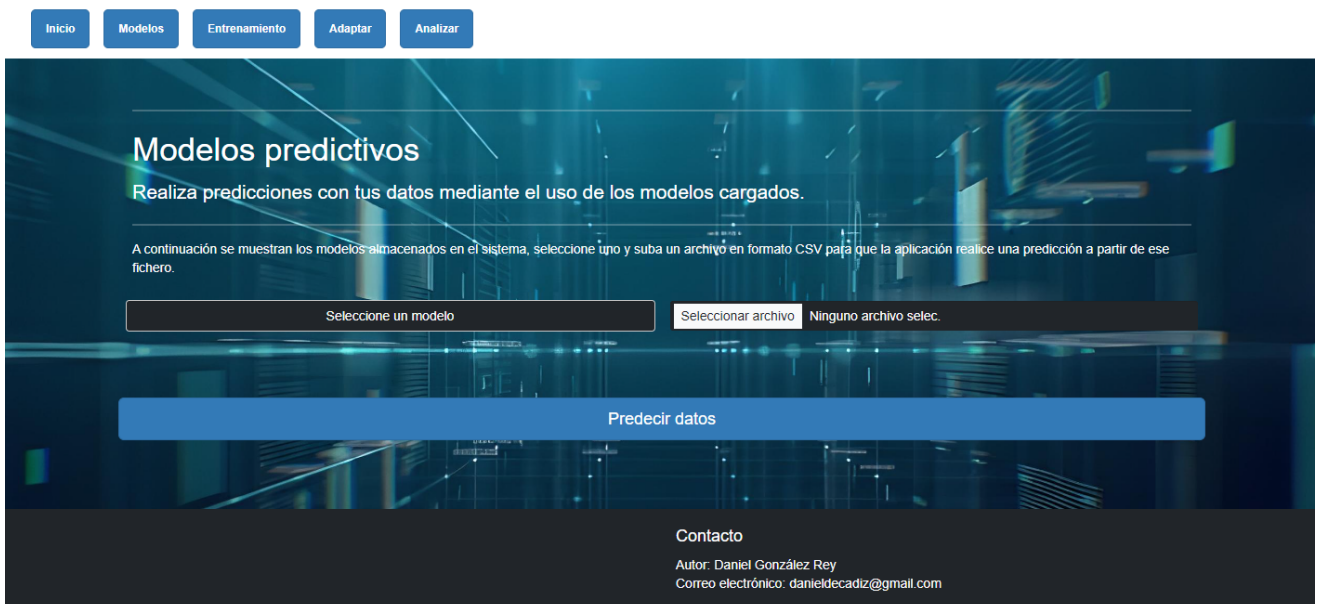 Inicio Modelos Entrenamiento Adaptar Analizar
Modelos predictivos
Realiza predicciones con tus datos mediante el uso de los modelos cargados.
A continuación se muestran los modelos almacenados en el sistema, seleccione uno y suba un archivo en formato CSV para que la aplicación realice una predicción a partir de ese
fichero.
Seleccione un modelo Seleccionar archivo Ninguno archivo selec.
Predecir datos
Contacto
Autor: Daniel González Rey
Correo electrónico: danieldecadiz@gmail.com